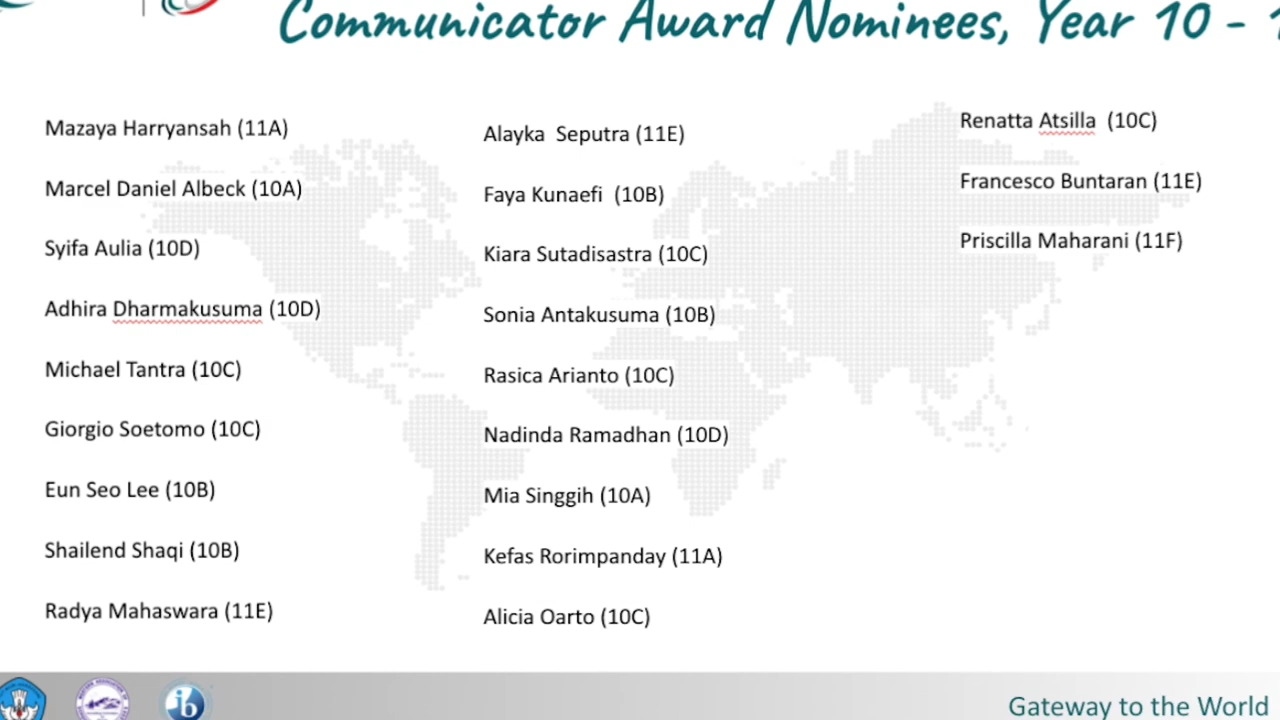 Communicator Award Nominees, Year 10 -
Mazaya Harryansah (11A)
Marcel Daniel Albeck (10A)
Syifa Aulia (10D)
Adhira Dharmakusuma (10D)
Michael Tantra (10C)
Giorgio Soetomo (10C)
Eun Seo Lee (10B)
Shailend Shaqi (10B)
Radya Mahaswara (11E)
Alayka Seputra (11E)
Faya Kunaefi (10B)
Kiara Sutadisastra (10C)
Sonia Antakusuma (10B)
Rasica Arianto (10C)
Nadinda Ramadhan (10D)
Mia Singgih (10A)
Kefas Rorimpanday (11A)
Alicia Oarto (10C)
Renatta Atsilla (10C)
Francesco Buntaran (11E)
Priscilla Maharani (11F)
ib
Gateway to the World